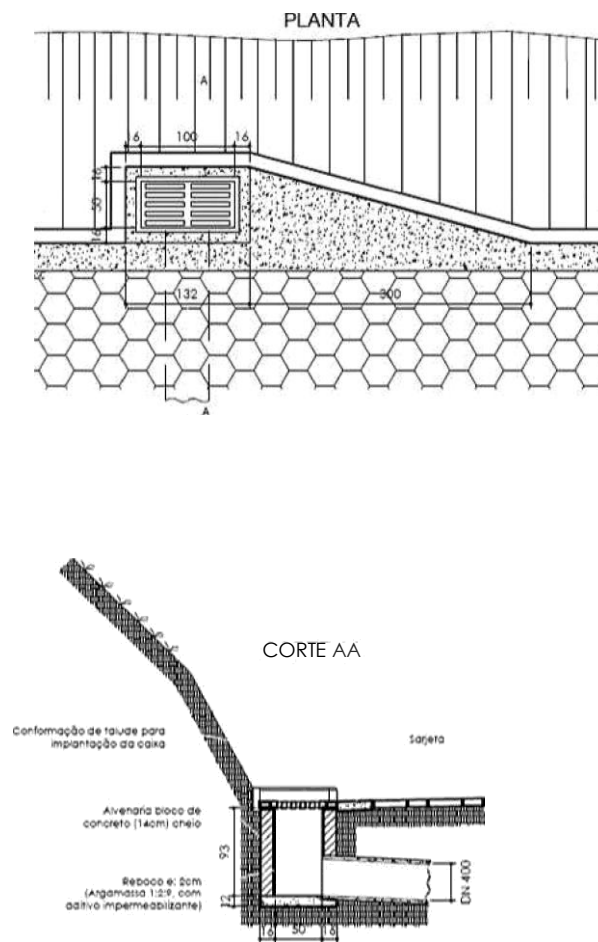 PLANTA
A
16 100 16
16
50
16
132 300
A
CORTE AA
Conformação de talude para
implantação da caixa
Sarjeta
Alvenaria bloco de
concreto (14cm) cheio
93
Reboco e: 2cm
(Argamassa 1:2:9, com
aditivo impermeabilizante)
12
DN 400
16 50 16